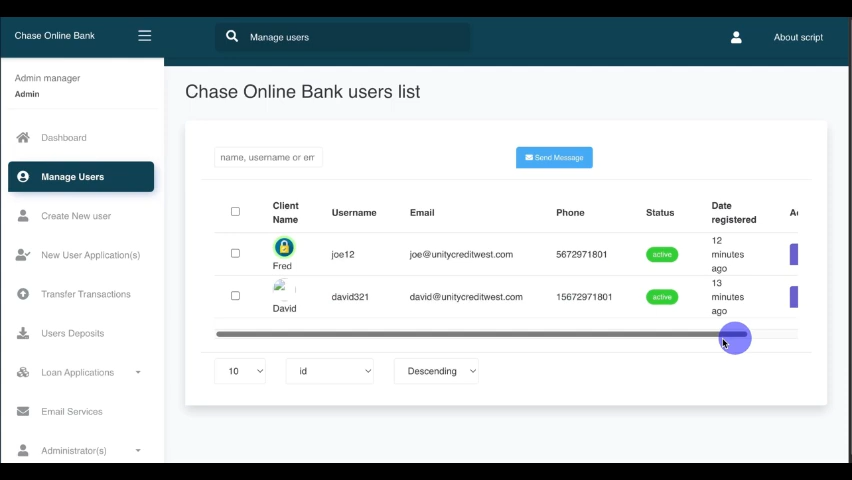 Chase Online Bank
Manage users
About script
Admin manager
Admin
Dashboard
Manage Users
Create New user
New User Application(s)
Transfer Transactions
Users Deposits
Loan Applications
Email Services
Administrator(s)
Chase Online Bank users list
name, username or em
Send Message
Client Name Username Email Phone Status Date registered
Fred joe12 joe@unitycreditwest.com 5672971801 active 12 minutes ago
David david321 david@unitycreditwest.com 15672971801 active 13 minutes ago
10 id Descending